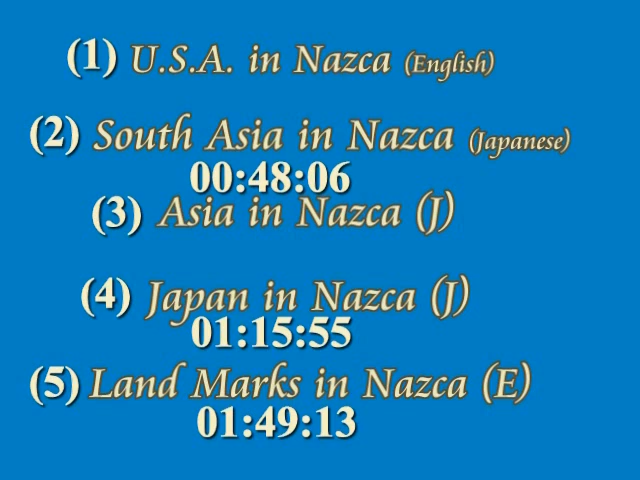 (1) U.S.A. in Nazca (English)
(2) South Asia in Nazca (Japanese)
00:48:06
(3) Asia in Nazca (J)
(4) Japan in Nazca (J)
01:15:55
(5) Land Marks in Nazca (E)
01:49:13